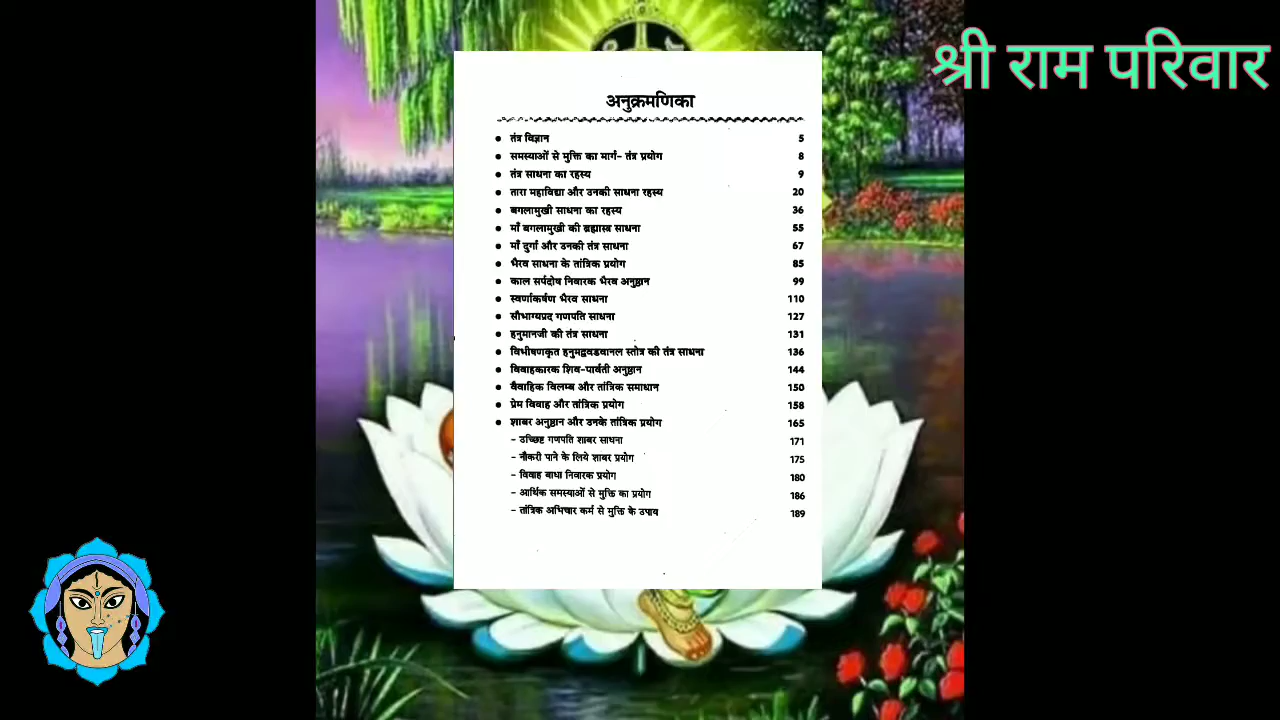 श्री राम परिवार
अनुक्रमणिका
● तंत्र विज्ञान 5
● समस्याओं से मुक्ति का मार्ग- तंत्र प्रयोग 8
● तंत्र साधना का रहस्य 9
● तारा महाविद्या और उनकी साधना रहस्य 20
● बगलामुखी साधना का रहस्य 36
● माँ बगलामुखी की ब्रह्मास्त्र साधना 55
● माँ दुर्गा और उनकी तंत्र साधना 67
● भैरव साधना के तांत्रिक प्रयोग 85
● काल सर्पदोष निवारक भैरव अनुष्ठान 99
● स्वर्णाकर्षण भैरव साधना 110
● सौभाग्यप्रद गणपति साधना 127
● हनुमानजी की तंत्र साधना 131
● विभीषणकृत हनुमद्वडवानल स्तोत्र की तंत्र साधना 136
● विवाहकारक शिव-पार्वती अनुष्ठान 144
● वैवाहिक विलम्ब और तांत्रिक समाधान 150
● प्रेम विवाह और तांत्रिक प्रयोग 158
● शाबर अनुष्ठान और उनके तांत्रिक प्रयोग 165
- उच्छिष्ट गणपति शाबर साधना 171
- नौकरी पाने के लिये शाबर प्रयोग 175
- विवाह बाधा निवारक प्रयोग 180
- आर्थिक समस्याओं से मुक्ति का प्रयोग 186
- तांत्रिक अभिचार कर्म से मुक्ति के उपाय 189